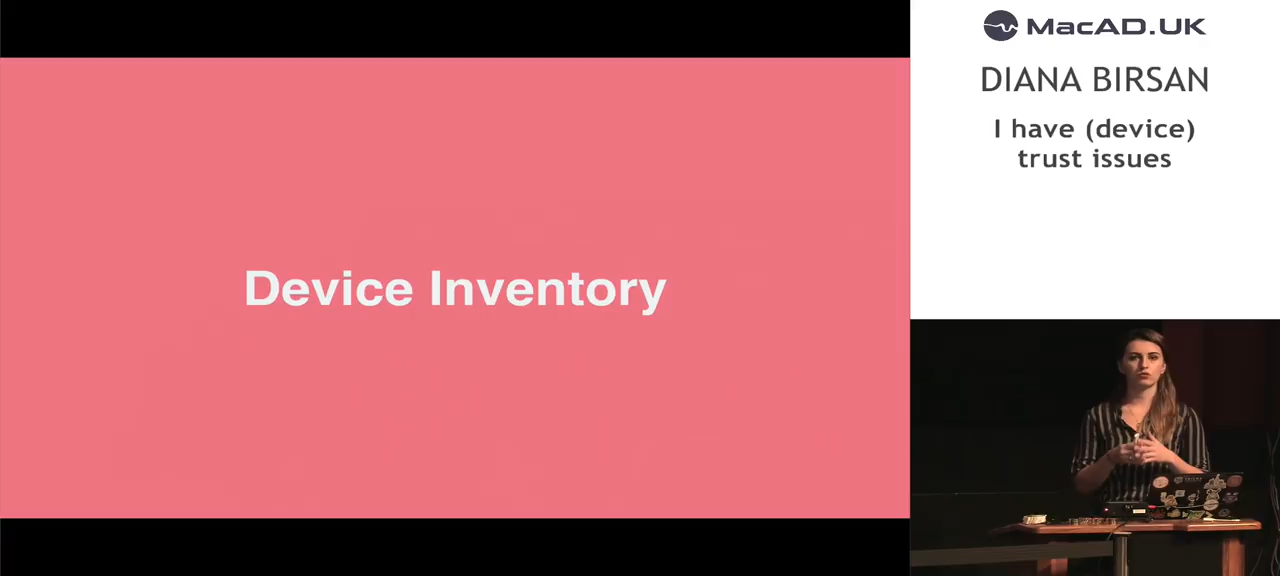 Device Inventory
MacAD.UK
DIANA BIRSAN
I have (device)
trust issues